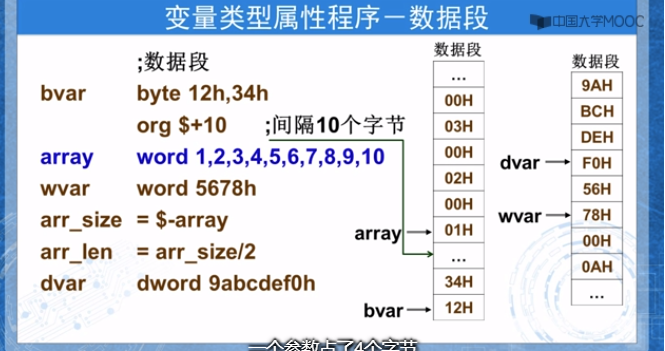 变量类型属性程序－数据段
中国大学MOOC
;数据段
bvar byte 12h,34h
org $+10 ;间隔10个字节
array word 1,2,3,4,5,6,7,8,9,10
wvar word 5678h
arr_size = $-array
arr_len = arr_size/2
dvar dword 9abcdef0h
数据段
...
00H
03H
00H
02H
00H
array 01H
...
34H
bvar 12H
数据段
9AH
BCH
DEH
dvar F0H
56H
wvar 78H
00H
0AH
...
一个参数占了4个字节